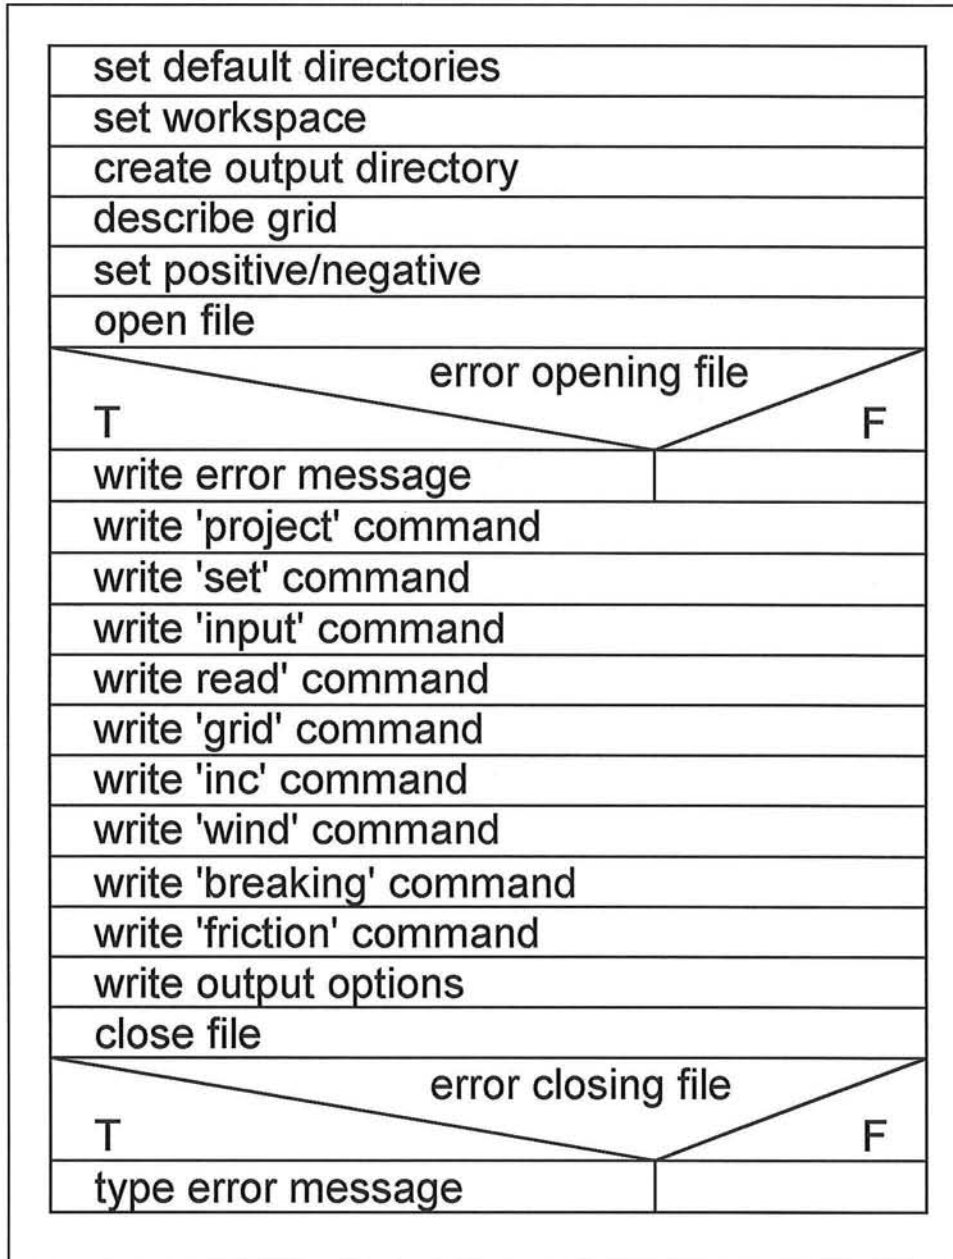 set default directories
set workspace
create output directory
describe grid
set positive/negative
open file
error opening file
T F
write error message
write 'project' command
write 'set' command
write 'input' command
write read' command
write 'grid' command
write 'inc' command
write 'wind' command
write 'breaking' command
write 'friction' command
write output options
close file
error closing file
T F
type error message